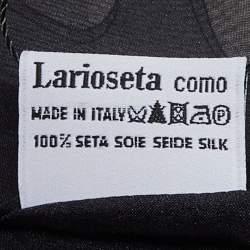 Larioseta como
MADE IN ITALY A P
100% SETA SOIE SEIDE SILK